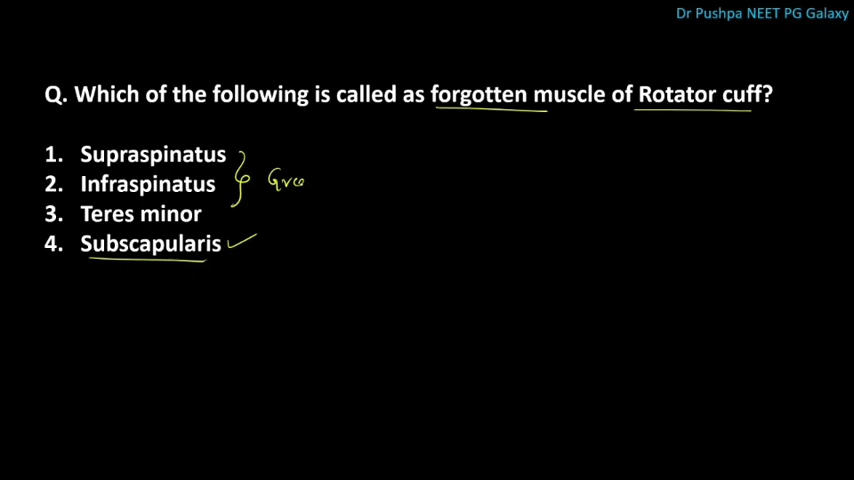 Dr Pushpa NEET PG Galaxy
Q. Which of the following is called as forgotten muscle of Rotator cuff?
1. Supraspinatus
2. Infraspinatus
Gre
3. Teres minor
4. Subscapularis